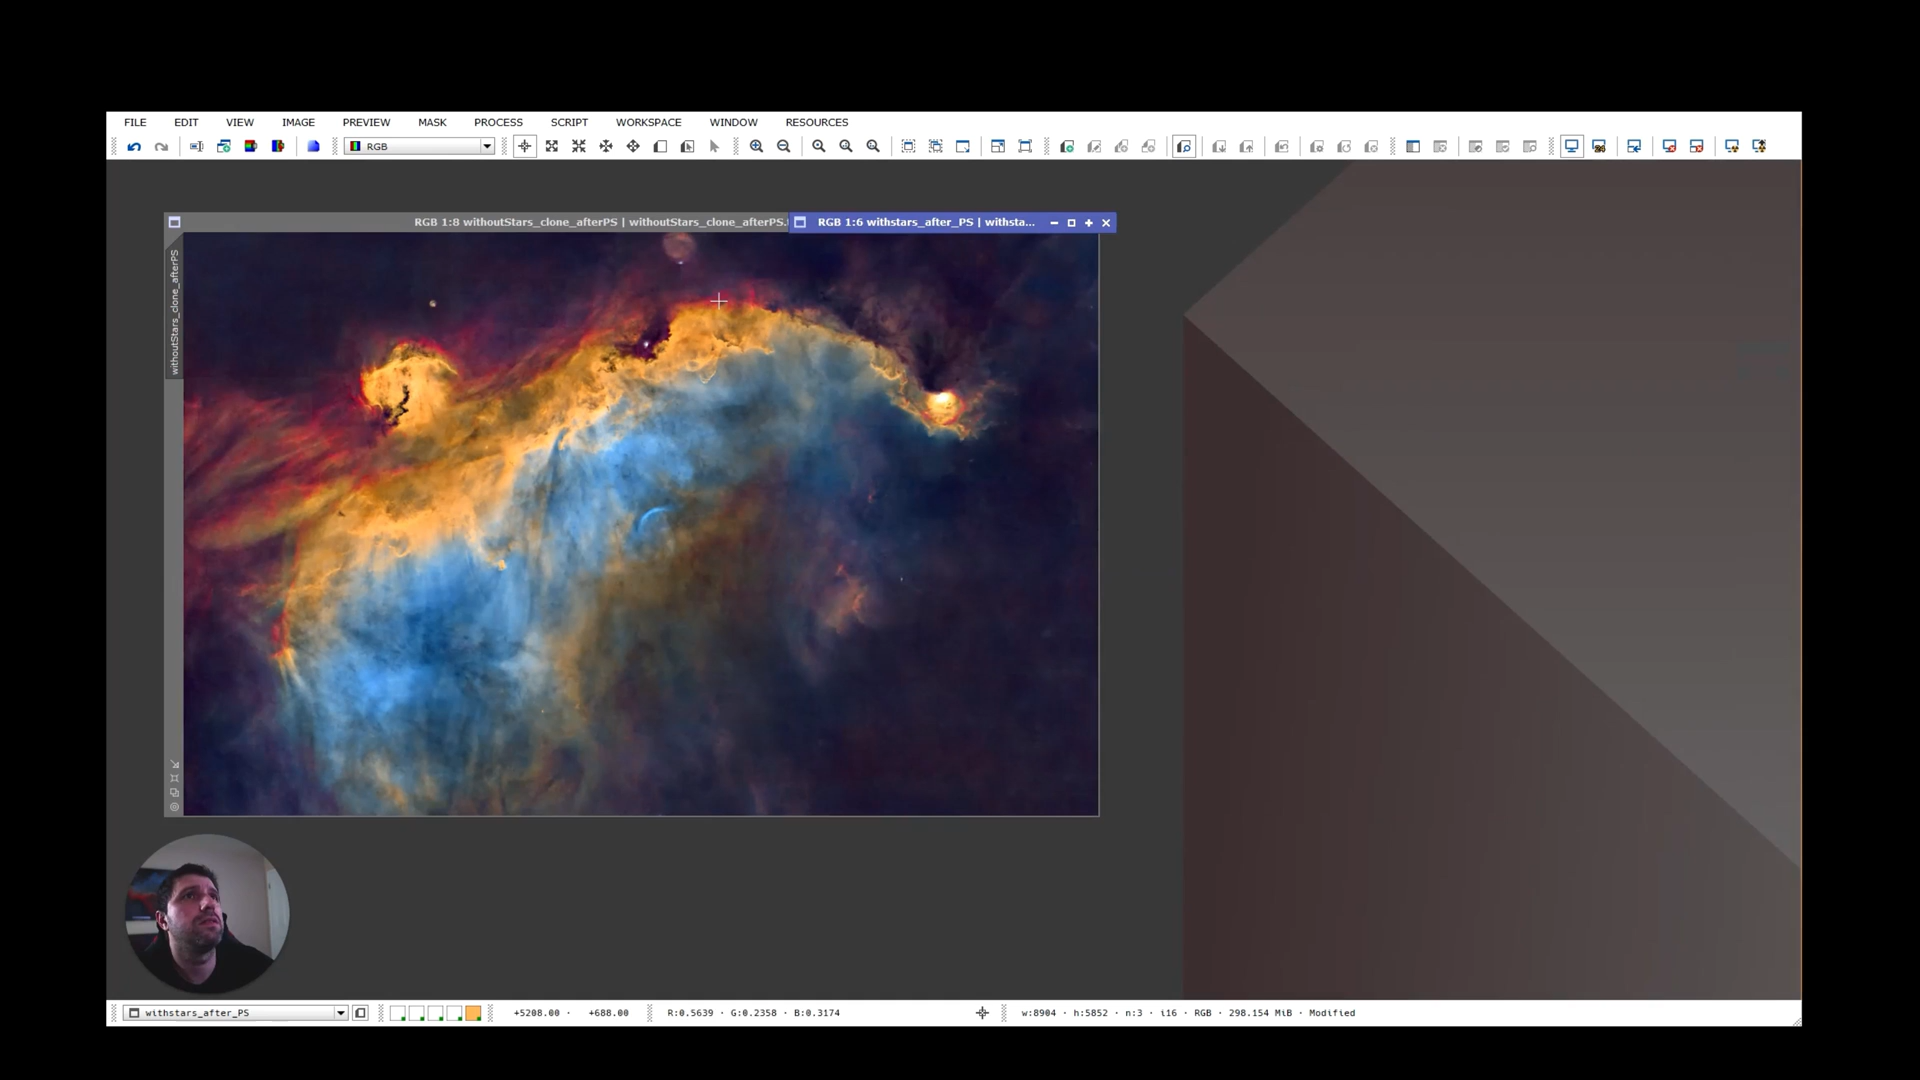 FILE EDIT VIEW IMAGE PREVIEW MASK PROCESS SCRIPT WORKSPACE WINDOW RESOURCES
RGB
RGB 1:8 withoutStars_clone_afterPS | withoutStars_clone_afterPS.
RGB 1:6 withstars_after_PS | withsta...
withoutStars_clone_afterPS
withstars_after_PS
+5208.00 · +688.00
R:0.5639 · G:0.2358 · B:0.3174
w:8904 · h:5852 · n:3 · i16 · RGB · 298.154 MiB · Modified